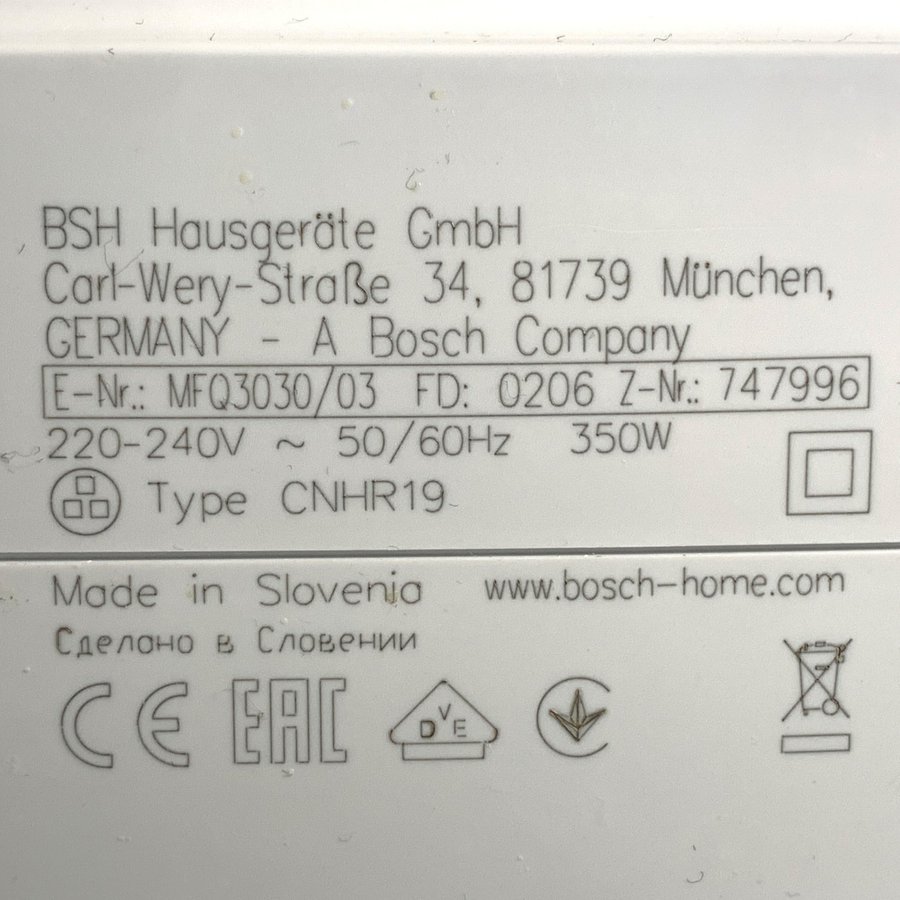 BSH Hausgeräte GmbH
Carl-Wery-Straße 34, 81739 München,
GERMANY - A Bosch Company
E-Nr.: MFQ3030/03 FD: 0206 Z-Nr.: 747996
220-240V ~ 50/60Hz 350W
Type CNHR19
Made in Slovenia www.bosch-home.com
Сделано в Словении
CE EAC DVE